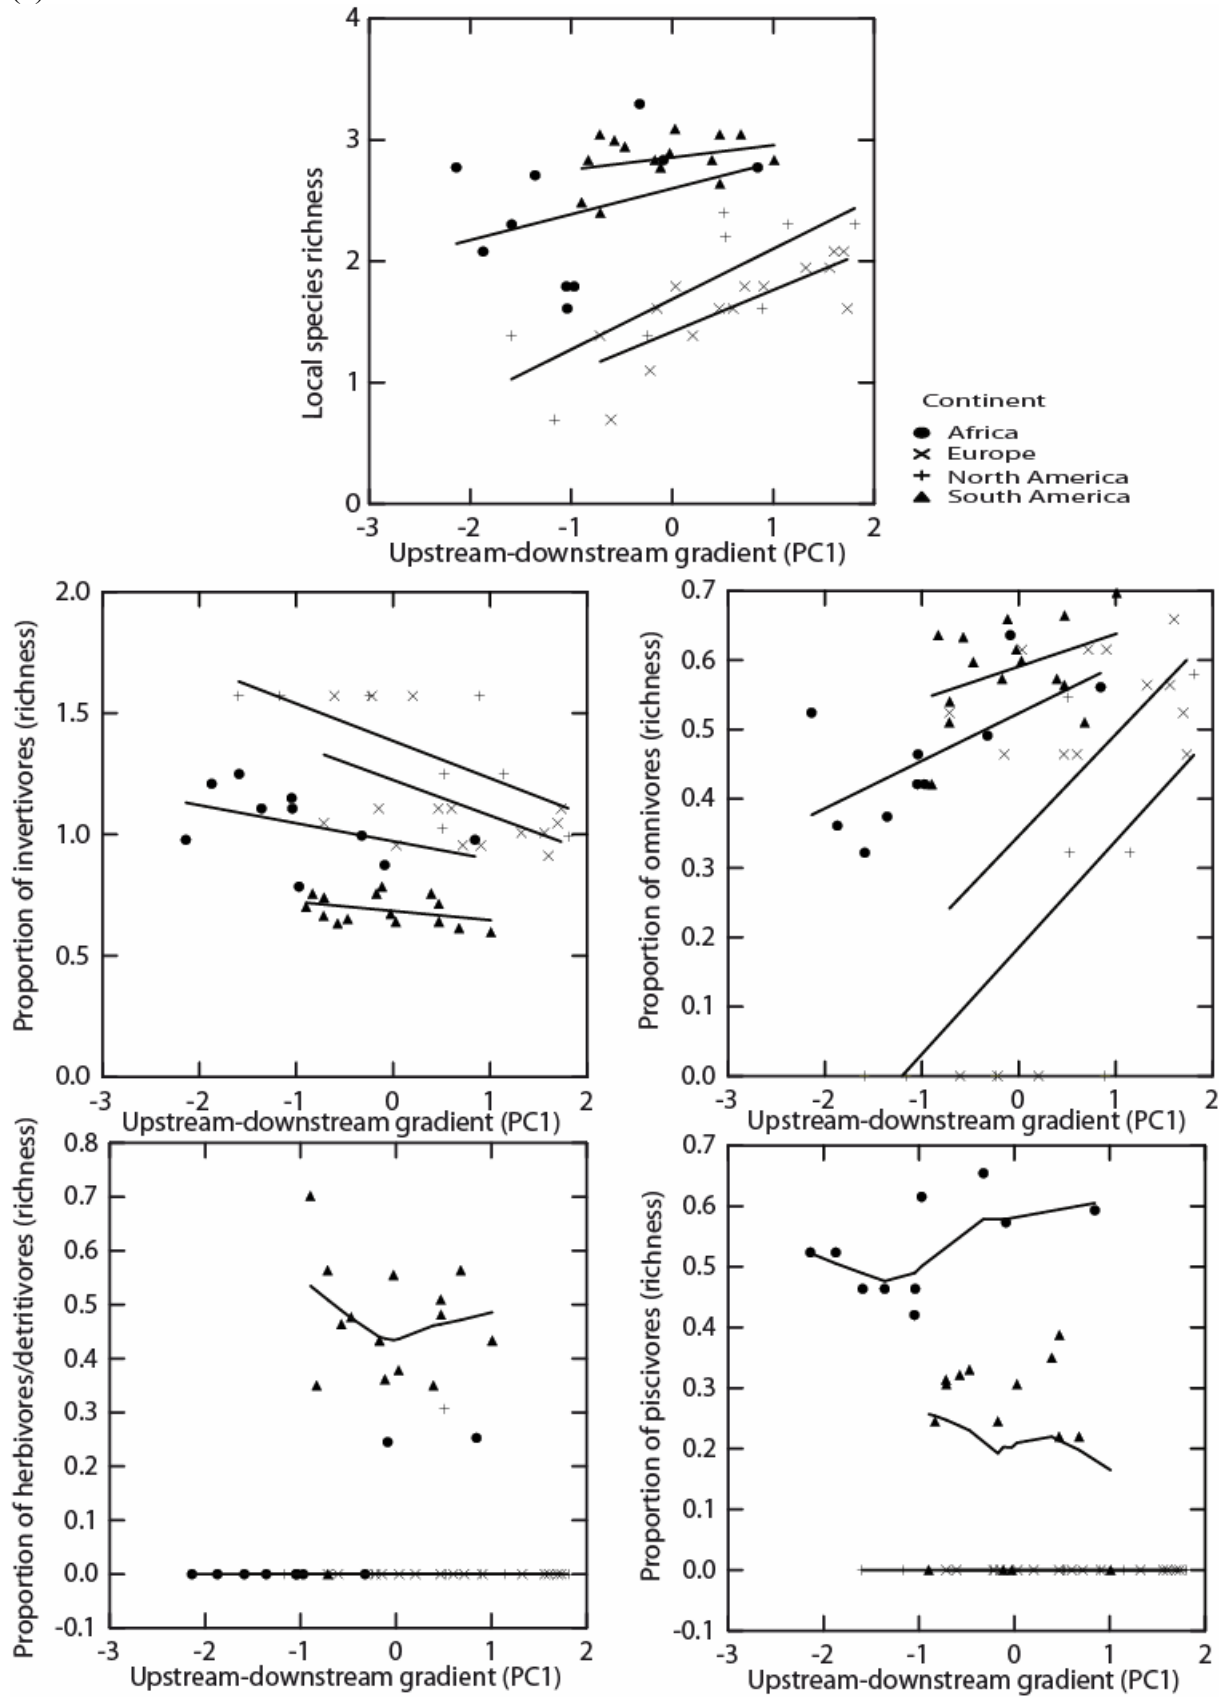 4
3
2
1
0
Local species richness
-3 -2 -1 0 1 2
Upstream-downstream gradient (PC1)
Continent
Africa
Europe
North America
South America
2.0
1.5
1.0
0.5
0.0
Proportion of invertivores (richness)
-3 -2 -1 0 1 2
Upstream-downstream gradient (PC1)
0.7
0.6
0.5
0.4
0.3
0.2
0.1
0.0
Proportion of omnivores (richness)
-3 -2 -1 0 1 2
Upstream-downstream gradient (PC1)
0.8
0.7
0.6
0.5
0.4
0.3
0.2
0.1
0.0
-0.1
Proportion of herbivores/detritivores (richness)
-3 -2 -1 0 1 2
Upstream-downstream gradient (PC1)
0.7
0.6
0.5
0.4
0.3
0.2
0.1
0.0
-0.1
Proportion of piscivores (richness)
-3 -2 -1 0 1 2
Upstream-downstream gradient (PC1)